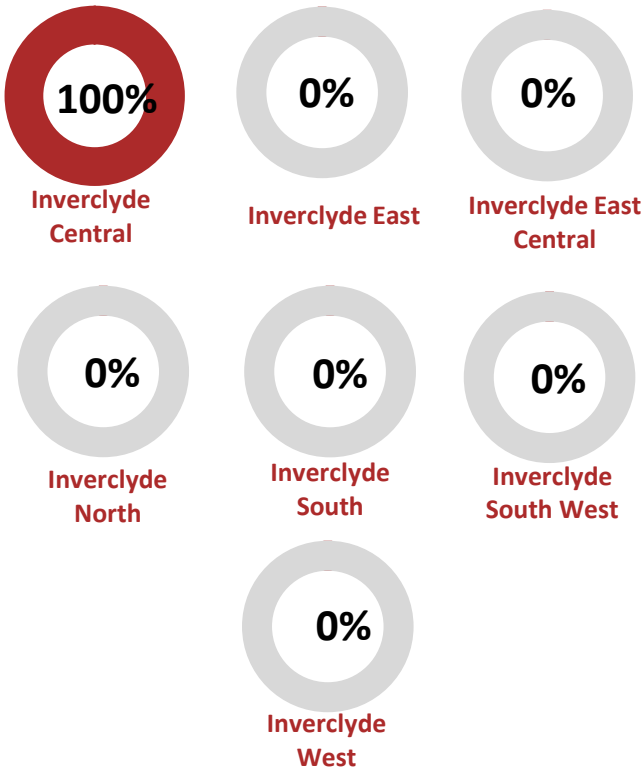 100%
Inverclyde
Central
0%
Inverclyde East
0%
Inverclyde East
Central
0%
Inverclyde
North
0%
Inverclyde
South
0%
Inverclyde
South West
0%
Inverclyde
West